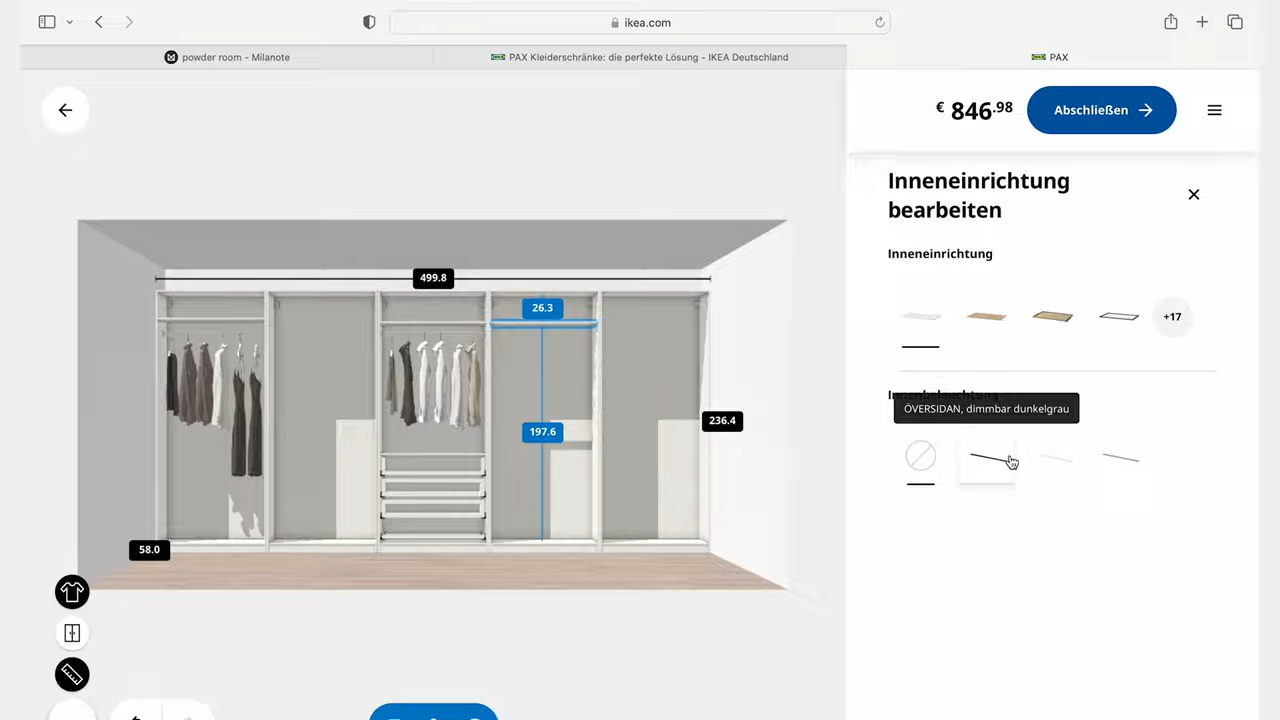 ikea.com
powder room - Milanote
PAX Kleiderschränke: die perfekte Lösung - IKEA Deutschland
PAX
€ 846.98
Abschließen
Inneneinrichtung
bearbeiten
Inneneinrichtung
+17
Innenbeleuchtung
ÖVERSIDAN, dimmbar dunkelgrau
499.8
26.3
197.6
236.4
58.0